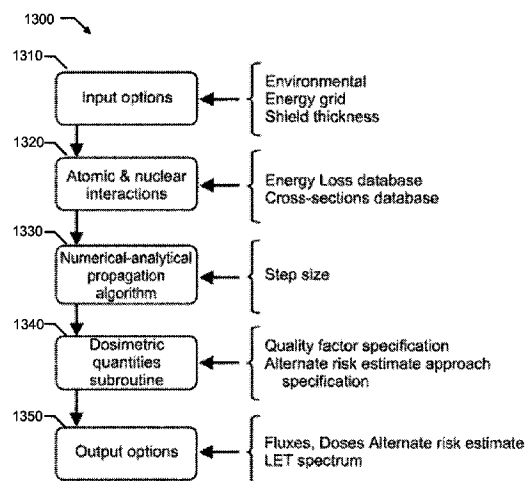 1300
1310
Input options
Environmental
Energy grid
Shield thickness
1320
Atomic & nuclear
interactions
Energy Loss database
Cross-sections database
1330
Numerical-analytical
propagation
algorithm
Step size
1340
Dosimetric
quantities
subroutine
Quality factor specification
Alternate risk estimate approach
specification
1350
Output options
Fluxes, Doses Alternate risk estimate
LET spectrum